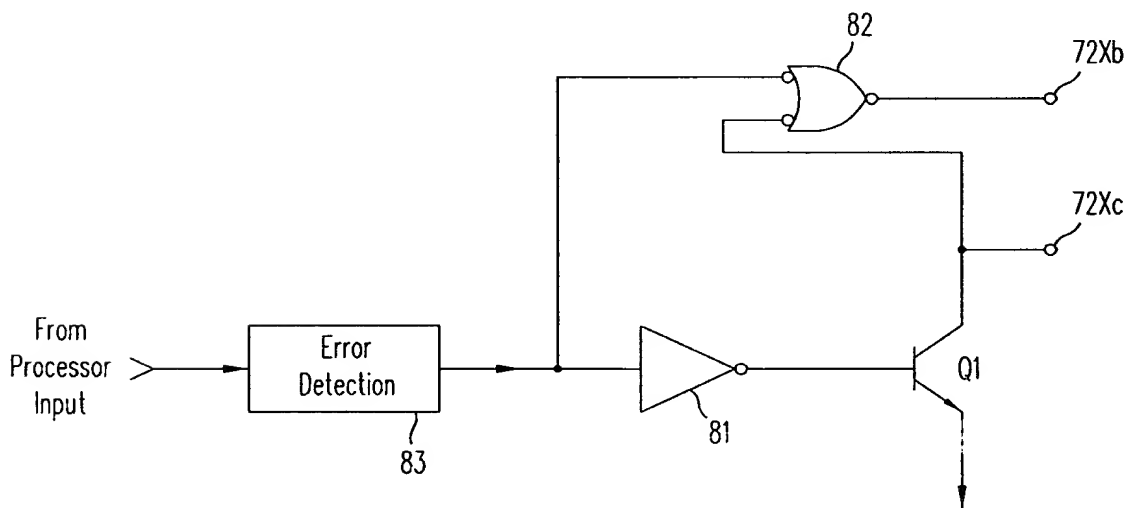 82
72Xb
72Xc
From
Processor
Input
Error
Detection
83
81
Q1